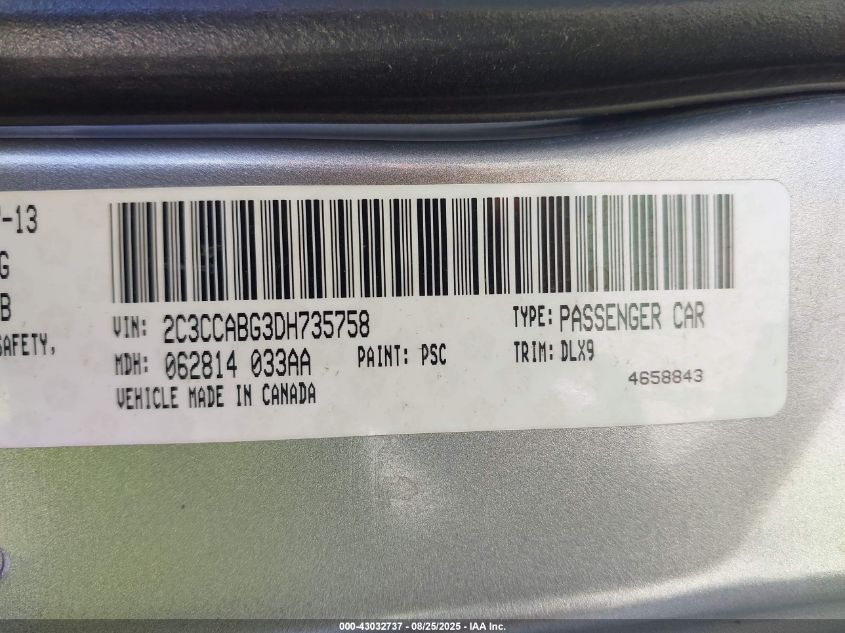 -13
G
B
SAFETY,
VIN: 2C3CCABG3DH735758 TYPE: PASSENGER CAR
MDH: 062814 033AA PAINT: PSC TRIM: DLX9
VEHICLE MADE IN CANADA 4658843
000-43032737 - 08/25/2025 - IAA Inc.